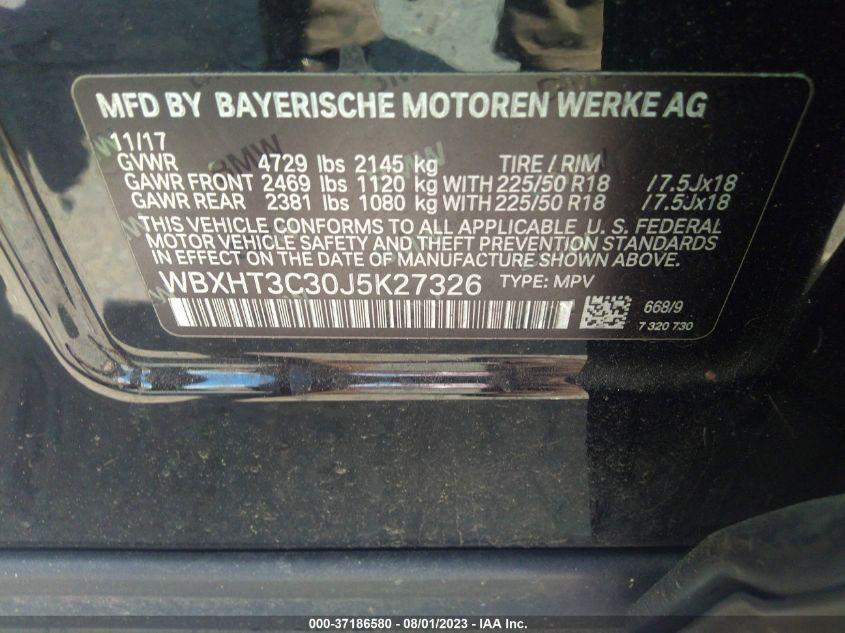 MFD BY BAYERISCHE MOTOREN WERKE AG
11/17
GVWR 4729 lbs 2145 kg TIRE / RIM
GAWR FRONT 2469 lbs 1120 kg WITH 225/50 R18 /7.5Jx18
GAWR REAR 2381 lbs 1080 kg WITH 225/50 R18 /7.5Jx18
THIS VEHICLE CONFORMS TO ALL APPLICABLE U. S. FEDERAL
MOTOR VEHICLE SAFETY AND THEFT PREVENTION STANDARDS
IN EFFECT ON THE DATE OF MANUFACTURE SHOWN ABOVE.
WBXHT3C30J5K27326 TYPE: MPV
668/9
7 320 730
000-37186580 - 08/01/2023 - IAA Inc.